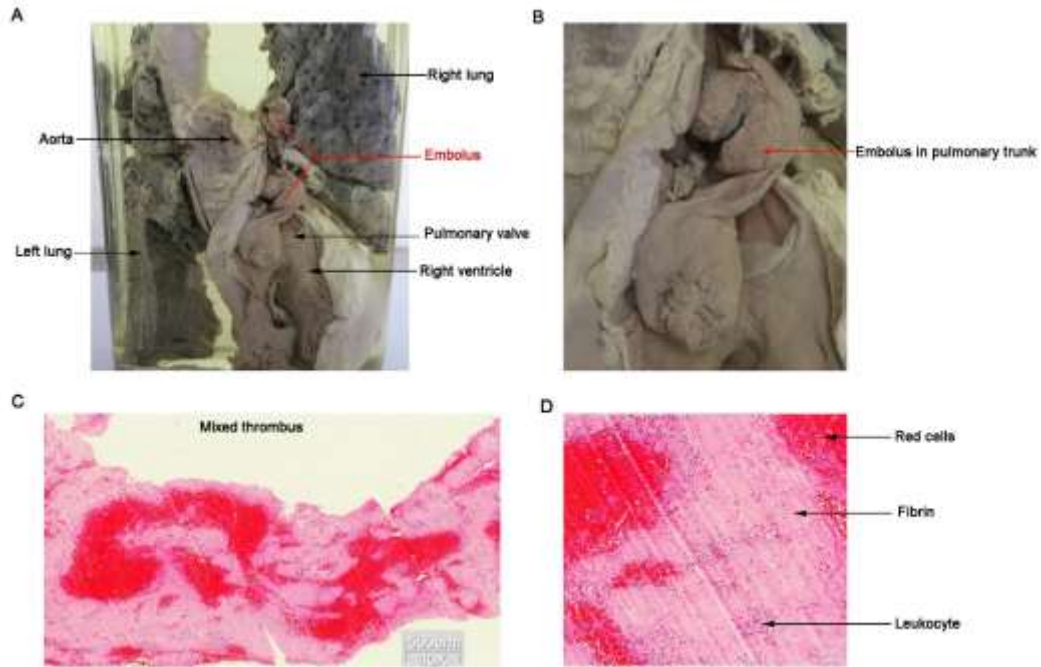 A
Right lung
Aorta
Embolus
Pulmonary valve
Left lung
Right ventricle
B
Embolus in pulmonary trunk
C
Mixed thrombus
D
Red cells
Fibrin
Leukocyte